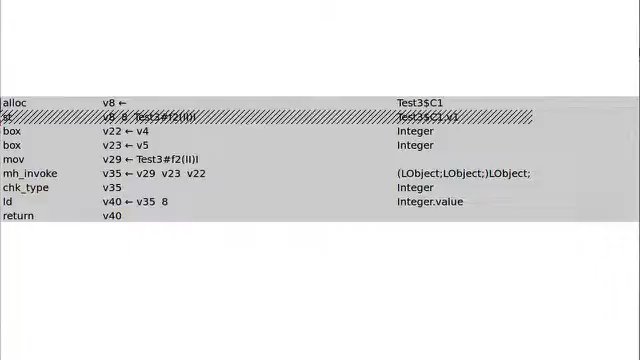 alloc v8 ← Test3$C1
st v8 8 Test3#f2(II)I Test3$C1.v1
box v22 ← v4 Integer
box v23 ← v5 Integer
mov v29 ← Test3#f2(II)I
mh_invoke v35 ← v29 v23 v22 (LObject;LObject;)LObject;
chk_type v35 Integer
ld v40 ← v35 8 Integer.value
return v40